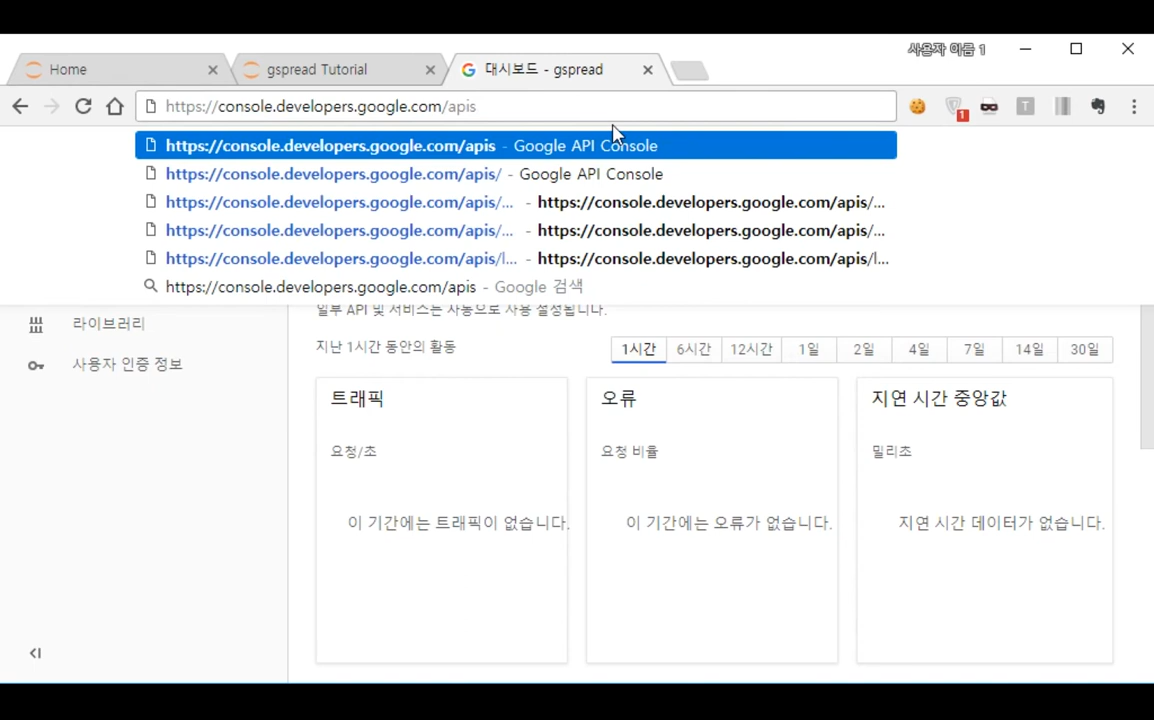 사용자 이름 1
Home
gspread Tutorial
대시보드 - gspread
https://console.developers.google.com/apis
1
T
https://console.developers.google.com/apis - Google API Console
https://console.developers.google.com/apis/ - Google API Console
https://console.developers.google.com/apis/... - https://console.developers.google.com/apis/...
https://console.developers.google.com/apis/... - https://console.developers.google.com/apis/...
https://console.developers.google.com/apis/l... - https://console.developers.google.com/apis/l...
https://console.developers.google.com/apis - Google 검색
일부 API 및 서비스는 자동으로 사용 설정됩니다.
라이브러리
사용자 인증 정보
지난 1시간 동안의 활동
1시간 6시간 12시간 1일 2일 4일 7일 14일 30일
트래픽
요청/초
이 기간에는 트래픽이 없습니다.
오류
요청 비율
이 기간에는 오류가 없습니다.
지연 시간 중앙값
밀리초
지연 시간 데이터가 없습니다.